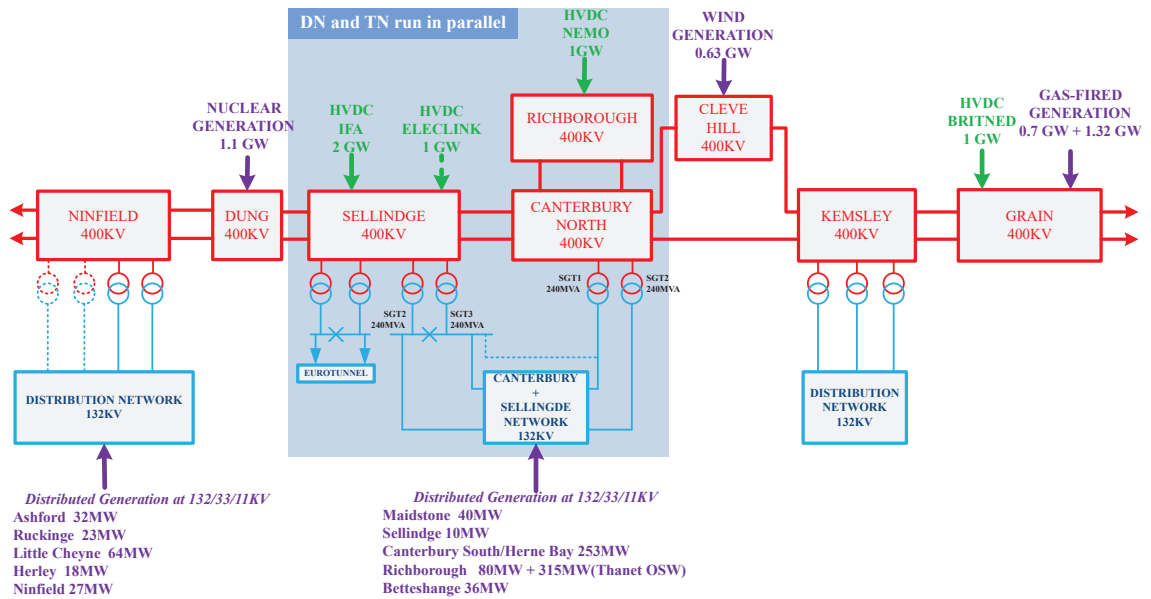 DN and TN run in parallel
HVDC
NEMO
1GW
WIND
GENERATION
0.63 GW
NUCLEAR
GENERATION
1.1 GW
HVDC
IFA
2 GW
HVDC
ELECLINK
1 GW
RICHBOROUGH
400KV
CLEVE
HILL
400KV
HVDC
BRITNED
1 GW
GAS-FIRED
GENERATION
0.7 GW + 1.32 GW
NINFIELD
400KV
DUNG
400KV
SELLINDGE
400KV
CANTERBURY
NORTH
400KV
KEMSLEY
400KV
GRAIN
400KV
SGT1
240MVA
SGT2
240MVA
SGT2
240MVA
SGT3
240MVA
EUROTUNNEL
DISTRIBUTION NETWORK
132KV
CANTERBURY
+
SELLINGDE
NETWORK
132KV
DISTRIBUTION
NETWORK
132KV
Distributed Generation at 132/33/11KV
Ashford 32MW
Ruckinge 23MW
Little Cheyne 64MW
Herley 18MW
Ninfield 27MW
Distributed Generation at 132/33/11KV
Maidstone 40MW
Sellindge 10MW
Canterbury South/Herne Bay 253MW
Richborough 80MW + 315MW(Thanet OSW)
Betteshange 36MW